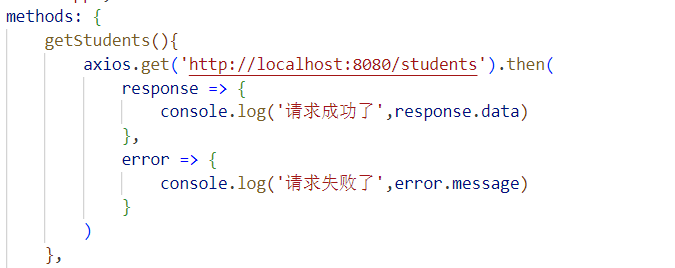 methods: {
getStudents(){
axios.get('http://localhost:8080/students').then(
response => {
console.log('请求成功了',response.data)
},
error => {
console.log('请求失败了',error.message)
}
)
},